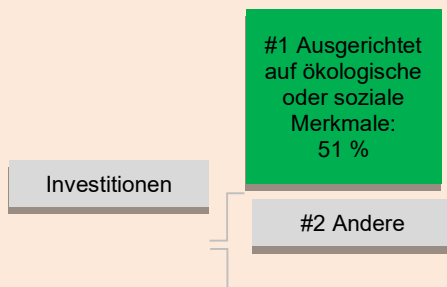 #1 Ausgerichtet
auf ökologische
oder soziale
Merkmale:
51 %
Investitionen
#2 Andere